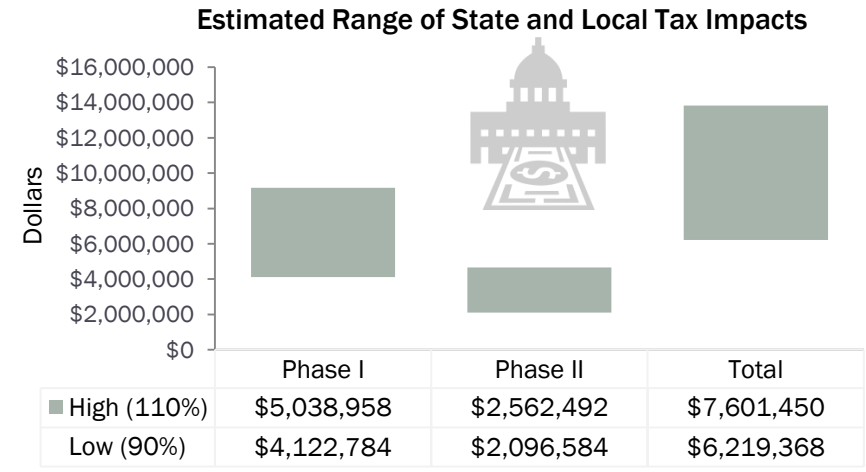 Estimated Range of State and Local Tax Impacts
$16,000,000
$14,000,000
$12,000,000
$10,000,000
$8,000,000
$6,000,000
$4,000,000
$2,000,000
$0
Dollars
Phase I Phase II Total
High (110%) $5,038,958 $2,562,492 $7,601,450
Low (90%) $4,122,784 $2,096,584 $6,219,368